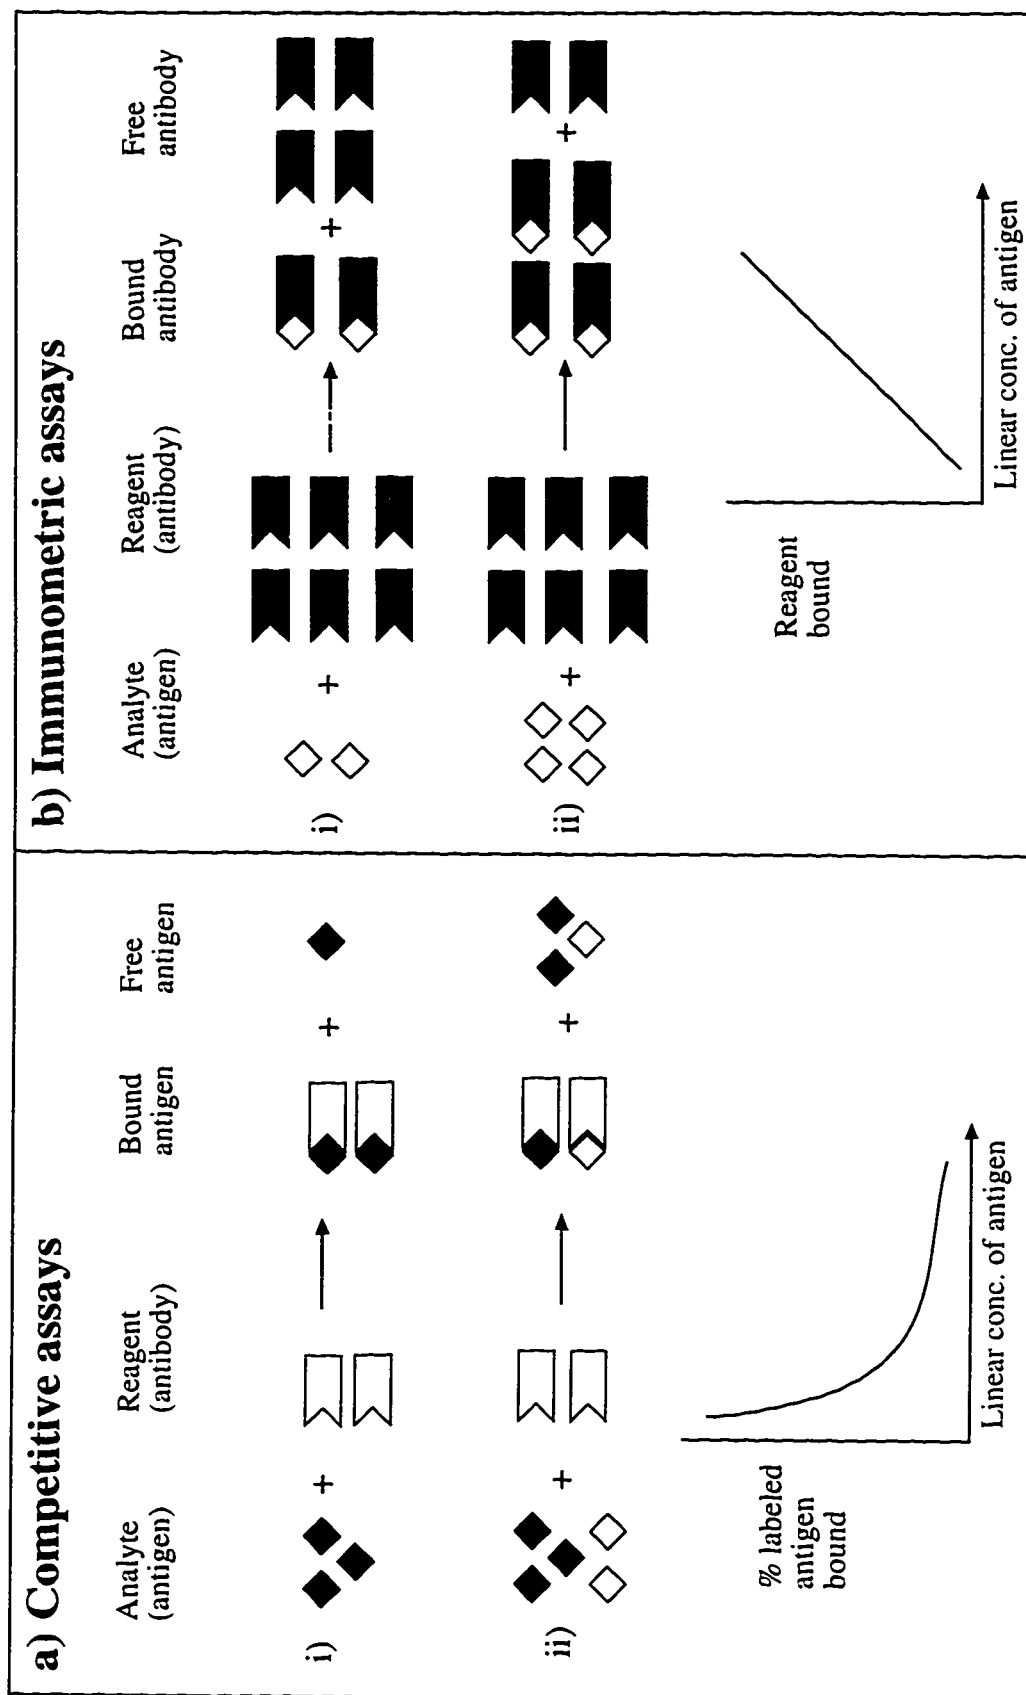 a) Competitive assays
Analyte
(antigen)
Reagent
(antibody)
Bound
antigen
Free
antigen
i)
+
+
ii)
+
+
% labeled
antigen
bound
Linear conc. of antigen
b) Immunometric assays
Analyte
(antigen)
Reagent
(antibody)
Bound
antibody
Free
antibody
i)
+
+
ii)
+
+
Reagent
bound
Linear conc. of antigen